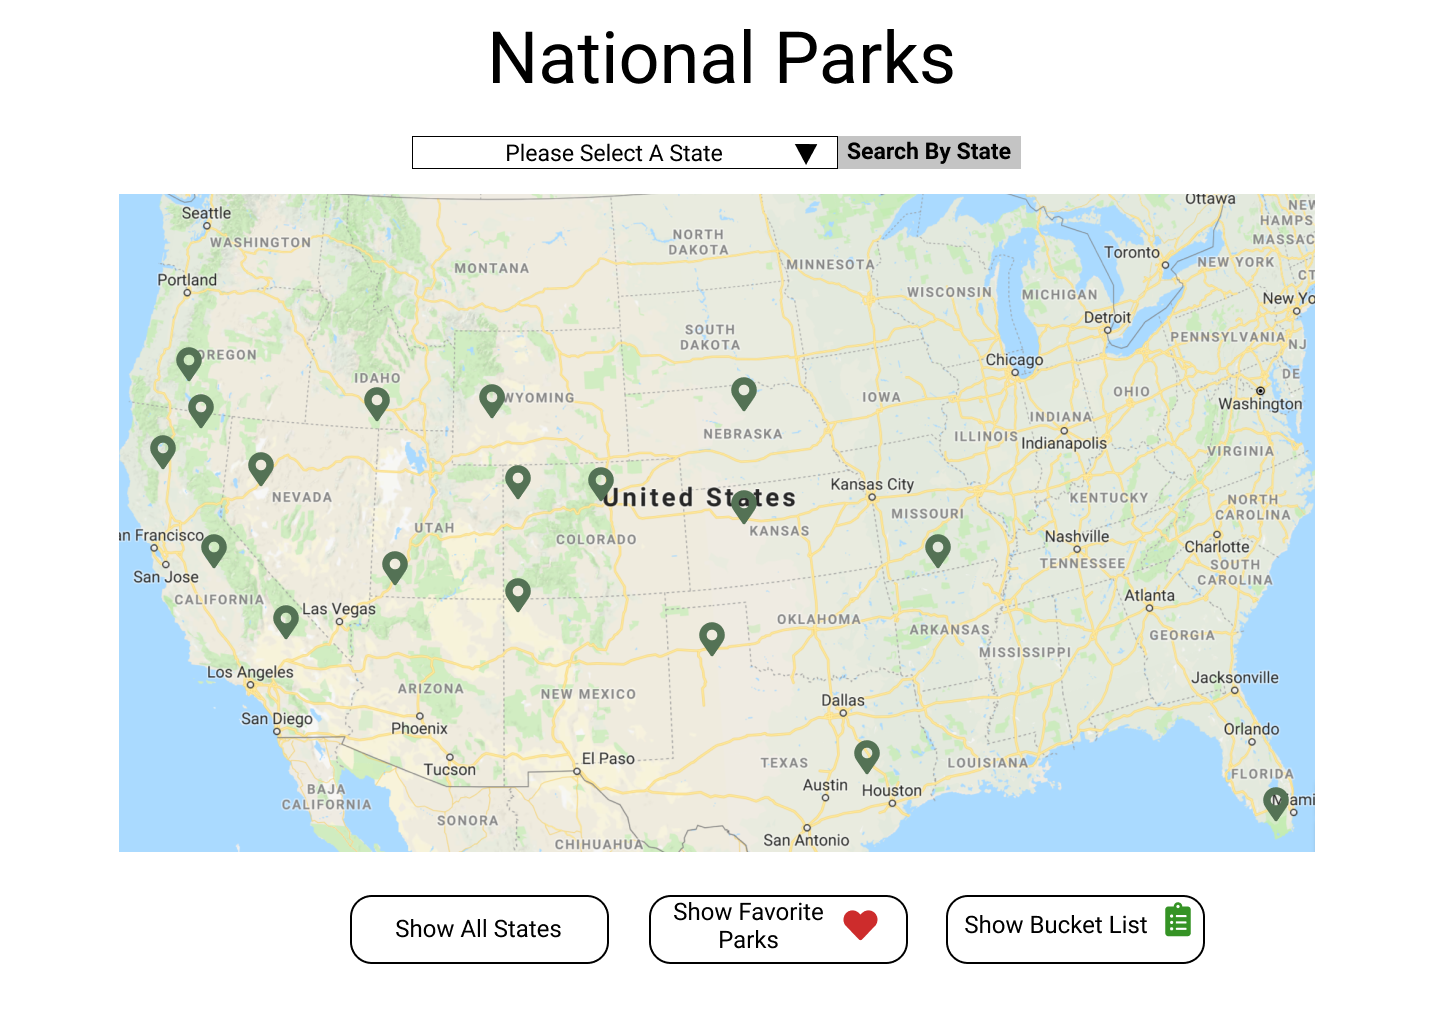 National Parks
Please Select A State
Search By State
Ottawa
Seattle
WASHINGTON
NORTH
DAKOTA
MONTANA
MINNESOTA
Toronto
NEW
HAMPS
MASSAC
NEW YORK
CT
Portland
WISCONSIN
MICHIGAN
New Yo
Detroit
SOUTH
DAKOTA
PENNSYLVANIA
NJ
OREGON
Chicago
IDAHO
DE
WYOMING
IOWA
OHIO
Washington
NEBRASKA
INDIANA
ILLINOIS
Indianapolis
VIRGINIA
NEVADA
United States
Kansas City
KENTUCKY
NORTH
CAROLINA
UTAH
MISSOURI
an Francisco
COLORADO
KANSAS
Nashville
Charlotte
San Jose
TENNESSEE
SOUTH
CAROLINA
CALIFORNIA
Las Vegas
Atlanta
OKLAHOMA
ARKANSAS
GEORGIA
MISSISSIPPI
Los Angeles
Jacksonville
ARIZONA
NEW MEXICO
Dallas
San Diego
Phoenix
Orlando
El Paso
TEXAS
LOUISIANA
Tucson
FLORIDA
BAJA
CALIFORNIA
Austin
Houston
Miami
SONORA
CHIHUAHUA
San Antonio
Show All States
Show Favorite
Parks
Show Bucket List